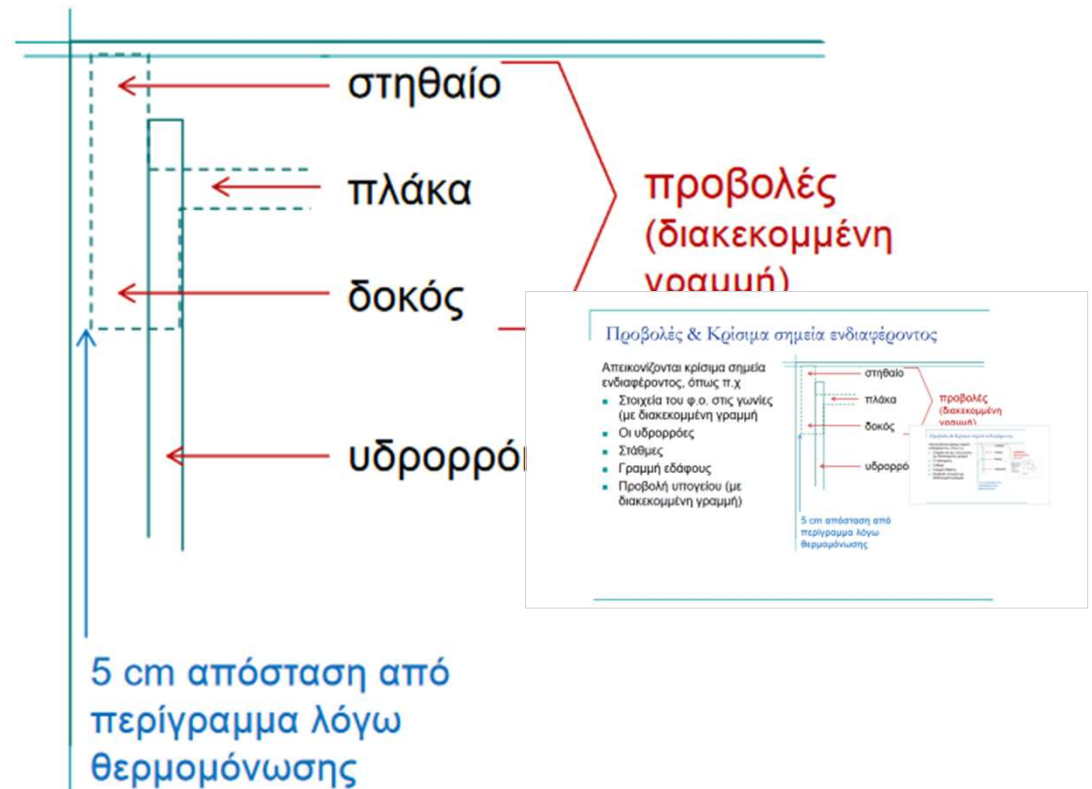 στηθαίο
πλάκα
δοκός
υδρορρό
προβολές
(διακεκομμένη
γραμμή)
5 cm απόσταση από
περίγραμμα λόγω
θερμομόνωσης
Προβολές & Κρίσιμα σημεία ενδιαφέροντος
Απεικονίζονται κρίσιμα σημεία
ενδιαφέροντος, όπως π.χ
Στοιχεία του φ.ο. στις γωνίες
(με διακεκομμένη γραμμή
Οι υδρορρόες
Στάθμες
Γραμμή εδάφους
Προβολή υπογείου (με
διακεκομμένη γραμμή)
στηθαίο
πλάκα
δοκός
υδρορρό
προβολές
(διακεκομμένη
γραμμή)
5 cm απόσταση από
περίγραμμα λόγω
θερμομόνωσης